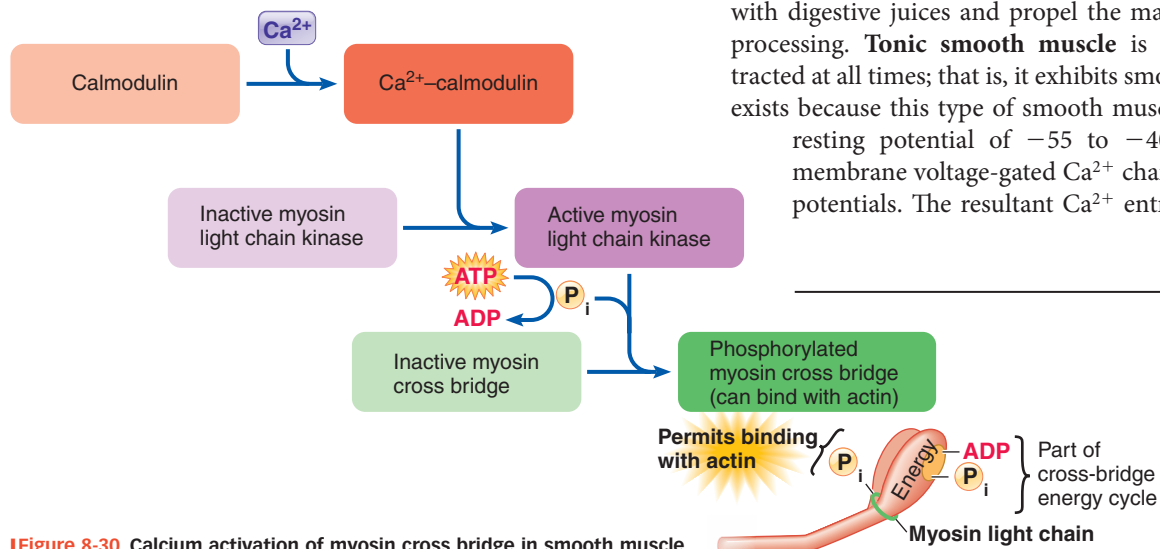 with digestive juices and propel the ma
processing. Tonic smooth muscle is
tracted at all times; that is, it exhibits smo
exists because this type of smooth musc
resting potential of −55 to −4
membrane voltage-gated Ca²⁺ cha
potentials. The resultant Ca²⁺ entr
Ca²⁺
Calmodulin
Ca²⁺–calmodulin
Inactive myosin
light chain kinase
Active myosin
light chain kinase
ATP
P i
ADP
Inactive myosin
cross bridge
Phosphorylated
myosin cross bridge
(can bind with actin)
Permits binding
with actin
P i
Energy
ADP
P i
Part of
cross-bridge
energy cycle
Myosin light chain
Figure 8-30 Calcium activation of myosin cross bridge in smooth muscle